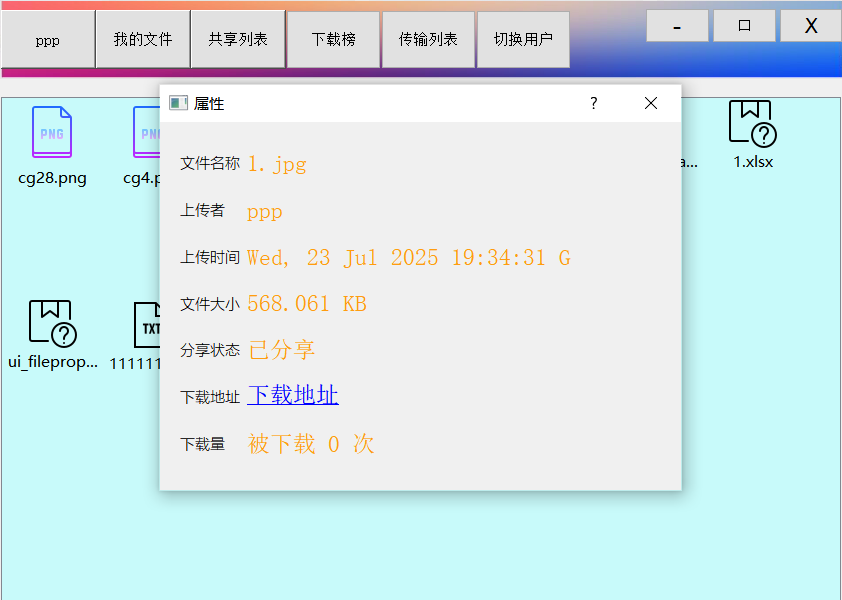 ppp 我的文件 共享列表 下载榜 传输列表 切换用户 - □ X
属性 ?
PNG PN
cg28.png cg4.p a... 1.xlsx
文件名称 1.jpg
上传者 ppp
上传时间 Wed, 23 Jul 2025 19:34:31 G
文件大小 568.061 KB
TXT
分享状态 已分享
ui_fileprop... 111111
下载地址 下载地址
下载量 被下载 0 次